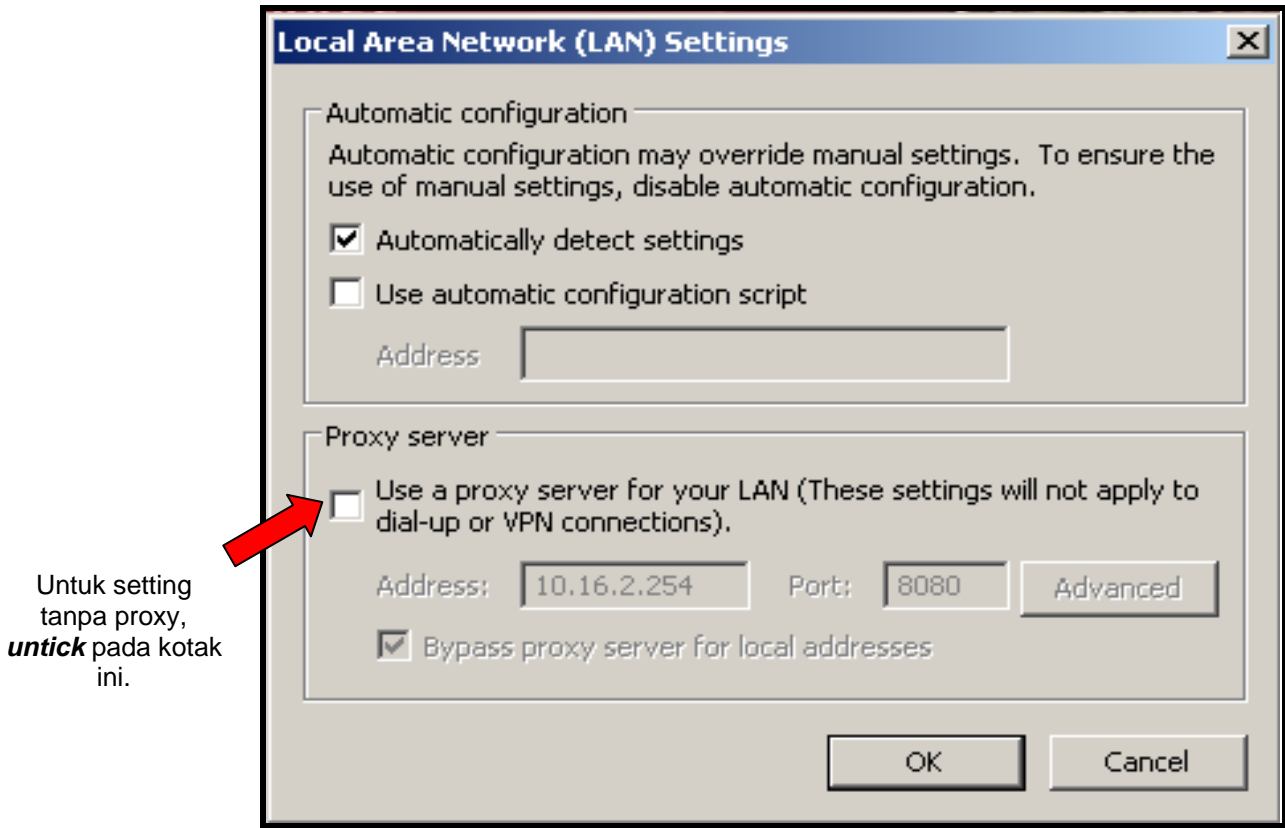 Local Area Network (LAN) Settings
Automatic configuration
Automatic configuration may override manual settings.  To ensure the
use of manual settings, disable automatic configuration.
Automatically detect settings
Use automatic configuration script
Address
Proxy server
Use a proxy server for your LAN (These settings will not apply to
dial-up or VPN connections).
Address: 10.16.2.254 Port: 8080 Advanced
Bypass proxy server for local addresses
OK Cancel
Untuk setting
tanpa proxy,
untick pada kotak
ini.